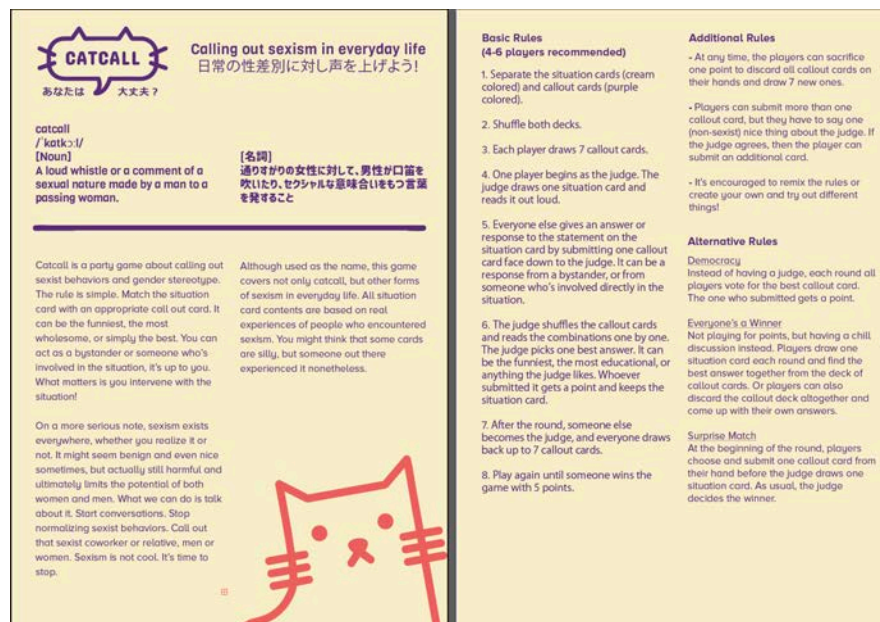 CATCALL
あなたは 大丈夫？
Calling out sexism in everyday life
日常の性差別に対し声を上げよう！
catcall
/ˈkatkɔːl/
[Noun]
A loud whistle or a comment of a
sexual nature made by a man to a
passing woman.
[名詞]
通りすがりの女性に対して、男性が口笛を
吹いたり、セクシャルな意味合いをもつ言葉
を発すること
Catcall is a party game about calling out
sexist behaviors and gender stereotype.
The rule is simple. Match the situation
card with an appropriate call out card. It
can be the funniest, the most
wholesome, or simply the best. You can
act as a bystander or someone who's
involved in the situation, it's up to you.
What matters is you intervene with the
situation!
On a more serious note, sexism exists
everywhere, whether you realize it or
not. It might seem benign and even nice
sometimes, but actually still harmful and
ultimately limits the potential of both
women and men. What we can do is talk
about it. Start conversations. Stop
normalizing sexist behaviors. Call out
that sexist coworker or relative, men or
women. Sexism is not cool. It's time to
stop.
Although used as the name, this game
covers not only catcall, but other forms
of sexism in everyday life. All situation
card contents are based on real
experiences of people who encountered
sexism. You might think that some cards
are silly, but someone out there
experienced it nonetheless.
Basic Rules
(4-6 players recommended)
1. Separate the situation cards (cream
colored) and callout cards (purple
colored).
2. Shuffle both decks.
3. Each player draws 7 callout cards.
4. One player begins as the judge. The
judge draws one situation card and
reads it out loud.
5. Everyone else gives an answer or
response to the statement on the
situation card by submitting one callout
card face down to the judge. It can be a
response from a bystander, or from
someone who's involved directly in the
situation.
6. The judge shuffles the callout cards
and reads the combinations one by one.
The judge picks one best answer. It can
be the funniest, the most educational, or
anything the judge likes. Whoever
submitted it gets a point and keeps the
situation card.
7. After the round, someone else
becomes the judge, and everyone draws
back up to 7 callout cards.
8. Play again until someone wins the
game with 5 points.
Additional Rules
- At any time, the players can sacrifice
one point to discard all callout cards on
their hands and draw 7 new ones.
- Players can submit more than one
callout card, but they have to say one
(non-sexist) nice thing about the judge. If
the judge agrees, then the player can
submit an additional card.
- It's encouraged to remix the rules or
create your own and try out different
things!
Alternative Rules
Democracy
Instead of having a judge, each round all
players vote for the best callout card.
The one who submitted gets a point.
Everyone's a Winner
Not playing for points, but having a chill
discussion instead. Players draw one
situation card each round and find the
best answer together from the deck of
callout cards. Or players can also
discard the callout deck altogether and
come up with their own answers.
Surprise Match
At the beginning of the round, players
choose and submit one callout card from
their hand before the judge draws one
situation card. As usual, the judge
decides the winner.